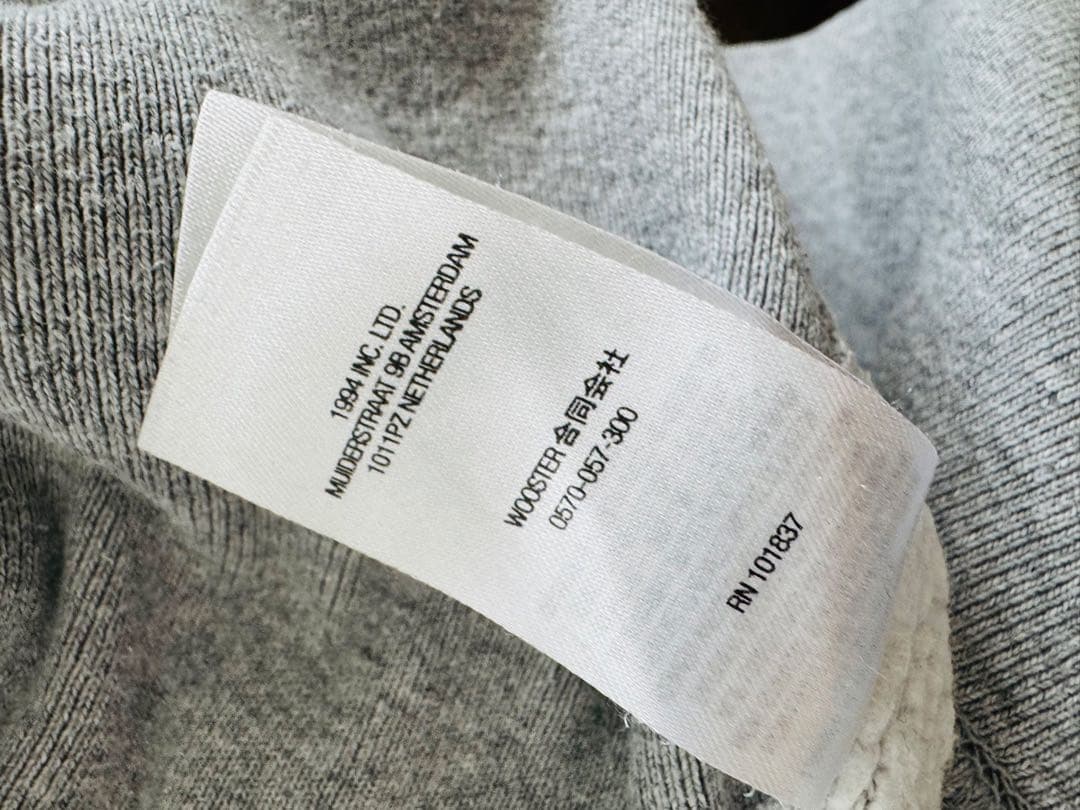 1994 INC. LTD.
MUIDERSTRAAT 9B AMSTERDAM
1011PZ NETHERLANDS
WOOSTER 合同会社
0570-057-300
RN 101837